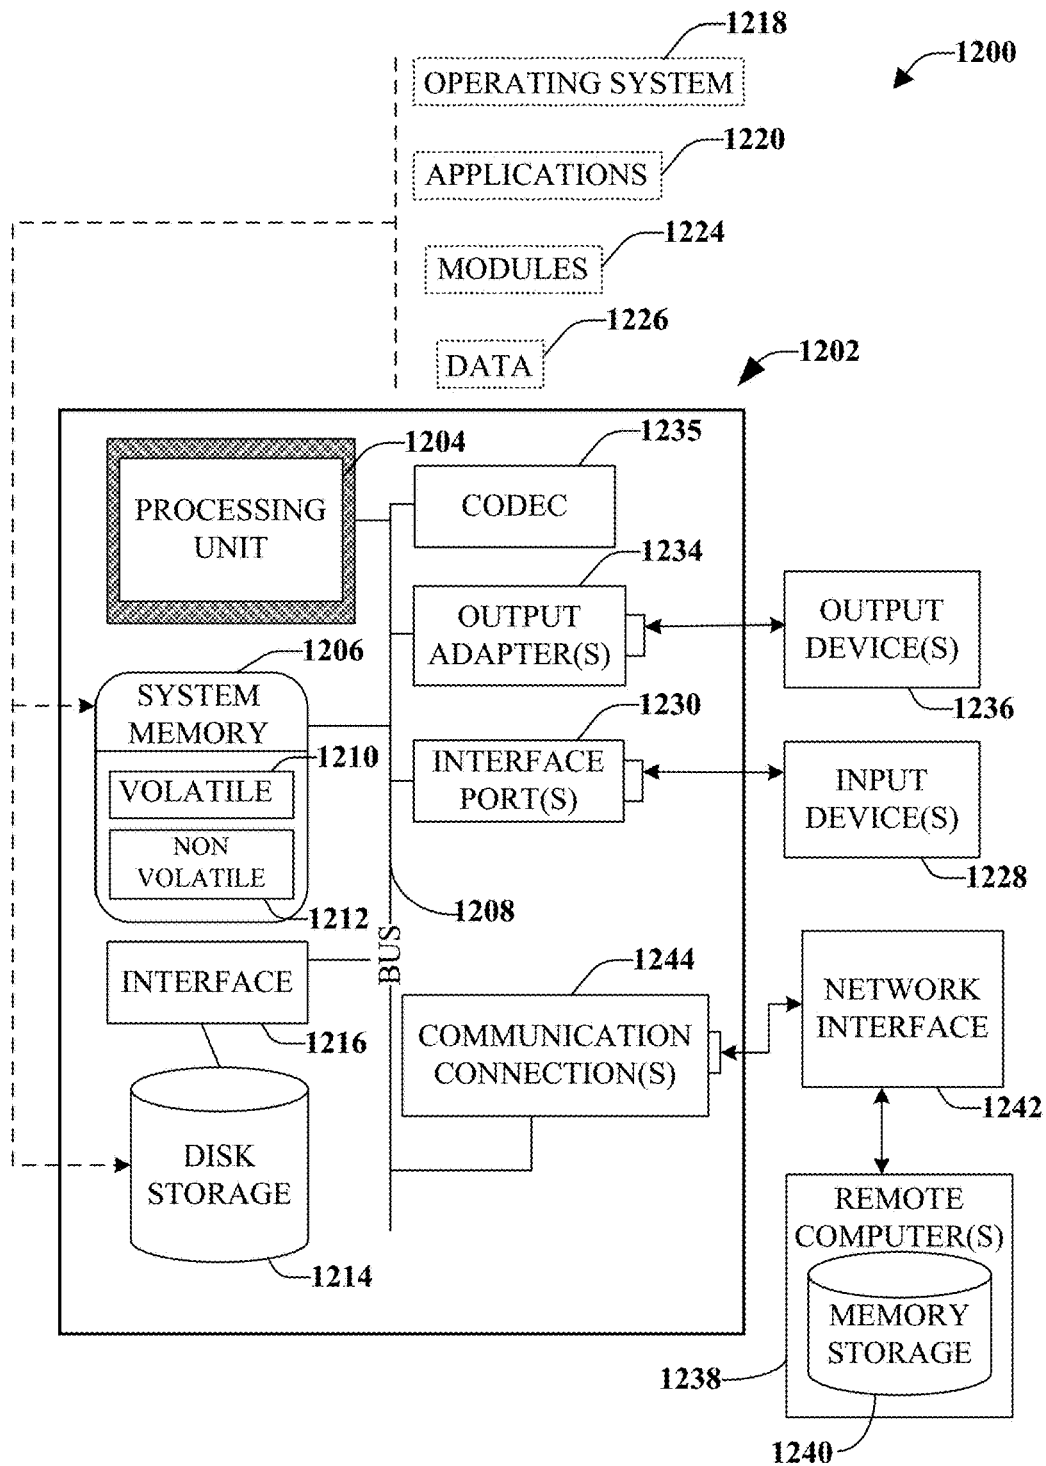 1218
1200
OPERATING SYSTEM
1220
APPLICATIONS
1224
MODULES
1226
DATA
1202
1204
PROCESSING
UNIT
1235
CODEC
1234
OUTPUT
ADAPTER(S)
OUTPUT
DEVICE(S)
1236
1206
SYSTEM
MEMORY
1210
VOLATILE
NON
VOLATILE
1212
1230
INTERFACE
PORT(S)
INPUT
DEVICE(S)
1228
1208
BUS
INTERFACE
1216
1244
COMMUNICATION
CONNECTION(S)
NETWORK
INTERFACE
1242
DISK
STORAGE
1214
REMOTE
COMPUTER(S)
MEMORY
STORAGE
1238
1240